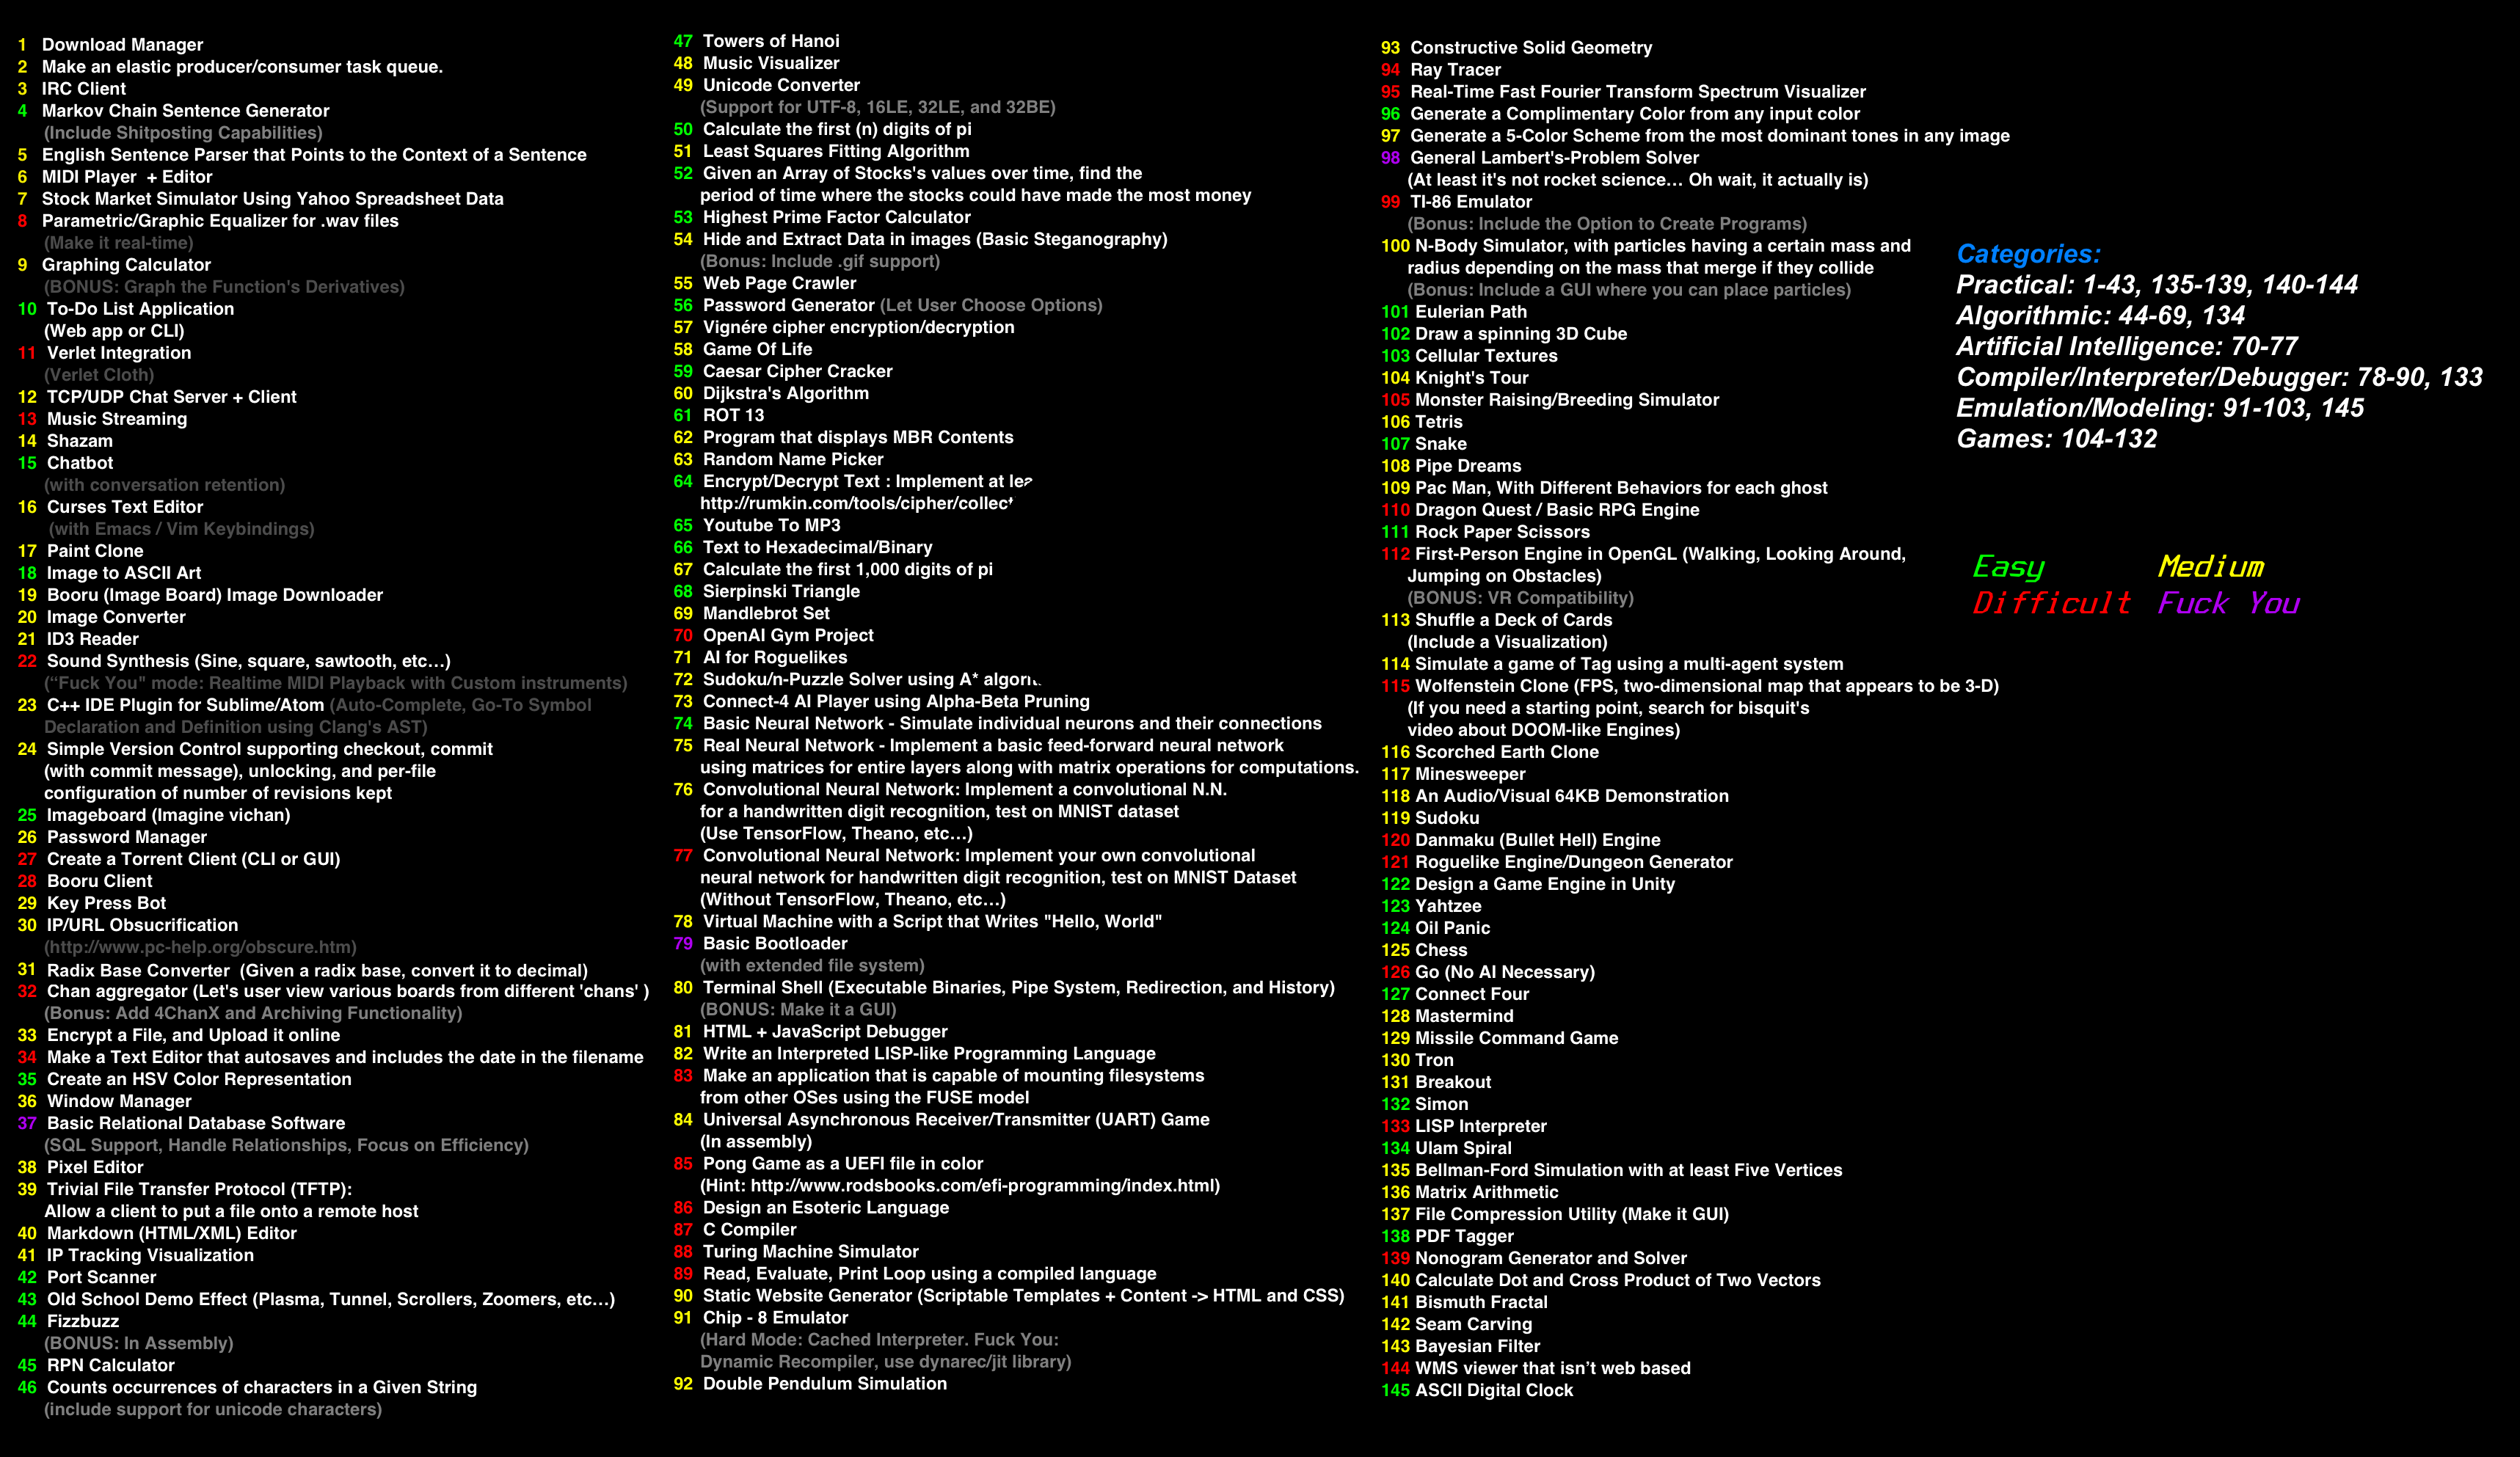 1 Download Manager
2 Make an elastic producer/consumer task queue.
3 IRC Client
4 Markov Chain Sentence Generator
(Include Shitposting Capabilities)
5 English Sentence Parser that Points to the Context of a Sentence
6 MIDI Player + Editor
7 Stock Market Simulator Using Yahoo Spreadsheet Data
8 Parametric/Graphic Equalizer for .wav files
(Make it real-time)
9 Graphing Calculator
(BONUS: Graph the Function's Derivatives)
10 To-Do List Application
(Web app or CLI)
11 Verlet Integration
(Verlet Cloth)
12 TCP/UDP Chat Server + Client
13 Music Streaming
14 Shazam
15 Chatbot
(with conversation retention)
16 Curses Text Editor
(with Emacs / Vim Keybindings)
17 Paint Clone
18 Image to ASCII Art
19 Booru (Image Board) Image Downloader
20 Image Converter
21 ID3 Reader
22 Sound Synthesis (Sine, square, sawtooth, etc...)
(“Fuck You" mode: Realtime MIDI Playback with Custom instruments)
23 C++ IDE Plugin for Sublime/Atom (Auto-Complete, Go-To Symbol
Declaration and Definition using Clang's AST)
24 Simple Version Control supporting checkout, commit
(with commit message), unlocking, and per-file
configuration of number of revisions kept
25 Imageboard (Imagine vichan)
26 Password Manager
27 Create a Torrent Client (CLI or GUI)
28 Booru Client
29 Key Press Bot
30 IP/URL Obsucrification
(http://www.pc-help.org/obscure.htm)
31 Radix Base Converter (Given a radix base, convert it to decimal)
32 Chan aggregator (Let's user view various boards from different 'chans' )
(Bonus: Add 4ChanX and Archiving Functionality)
33 Encrypt a File, and Upload it online
34 Make a Text Editor that autosaves and includes the date in the filename
35 Create an HSV Color Representation
36 Window Manager
37 Basic Relational Database Software
(SQL Support, Handle Relationships, Focus on Efficiency)
38 Pixel Editor
39 Trivial File Transfer Protocol (TFTP):
Allow a client to put a file onto a remote host
40 Markdown (HTML/XML) Editor
41 IP Tracking Visualization
42 Port Scanner
43 Old School Demo Effect (Plasma, Tunnel, Scrollers, Zoomers, etc...)
44 Fizzbuzz
(BONUS: In Assembly)
45 RPN Calculator
46 Counts occurrences of characters in a Given String
(include support for unicode characters)
47 Towers of Hanoi
48 Music Visualizer
49 Unicode Converter
(Support for UTF-8, 16LE, 32LE, and 32BE)
50 Calculate the first (n) digits of pi
51 Least Squares Fitting Algorithm
52 Given an Array of Stocks's values over time, find the
period of time where the stocks could have made the most money
53 Highest Prime Factor Calculator
54 Hide and Extract Data in images (Basic Steganography)
(Bonus: Include .gif support)
55 Web Page Crawler
56 Password Generator (Let User Choose Options)
57 Vignére cipher encryption/decryption
58 Game Of Life
59 Caesar Cipher Cracker
60 Dijkstra's Algorithm
61 ROT 13
62 Program that displays MBR Contents
63 Random Name Picker
64 Encrypt/Decrypt Text : Implement at
http://rumkin.com/tools/cipher/collec
65 Youtube To MP3
66 Text to Hexadecimal/Binary
67 Calculate the first 1,000 digits of pi
68 Sierpinski Triangle
69 Mandlebrot Set
70 OpenAI Gym Project
71 AI for Roguelikes
72 Sudoku/n-Puzzle Solver using A*
73 Connect-4 AI Player using Alpha-Beta Pruning
74 Basic Neural Network - Simulate individual neurons and their connections
75 Real Neural Network - Implement a basic feed-forward neural network
using matrices for entire layers along with matrix operations for computations.
76 Convolutional Neural Network: Implement a convolutional N.N.
for a handwritten digit recognition, test on MNIST dataset
(Use TensorFlow, Theano, etc...)
77 Convolutional Neural Network: Implement your own convolutional
neural network for handwritten digit recognition, test on MNIST Dataset
(Without TensorFlow, Theano, etc...)
78 Virtual Machine with a Script that Writes "Hello, World"
79 Basic Bootloader
(with extended file system)
80 Terminal Shell (Executable Binaries, Pipe System, Redirection, and History)
(BONUS: Make it a GUI)
81 HTML + JavaScript Debugger
82 Write an Interpreted LISP-like Programming Language
83 Make an application that is capable of mounting filesystems
from other OSes using the FUSE model
84 Universal Asynchronous Receiver/Transmitter (UART) Game
(In assembly)
85 Pong Game as a UEFI file in color
(Hint: http://www.rodsbooks.com/efi-programming/index.html)
86 Design an Esoteric Language
87 C Compiler
88 Turing Machine Simulator
89 Read, Evaluate, Print Loop using a compiled language
90 Static Website Generator (Scriptable Templates + Content -> HTML and CSS)
91 Chip - 8 Emulator
(Hard Mode: Cached Interpreter. Fuck You:
Dynamic Recompiler, use dynarec/jit library)
92 Double Pendulum Simulation
93 Constructive Solid Geometry
94 Ray Tracer
95 Real-Time Fast Fourier Transform Spectrum Visualizer
96 Generate a Complimentary Color from any input color
97 Generate a 5-Color Scheme from the most dominant tones in any image
98 General Lambert's-Problem Solver
(At least it's not rocket science... Oh wait, it actually is)
99 TI-86 Emulator
(Bonus: Include the Option to Create Programs)
100 N-Body Simulator, with particles having a certain mass and
radius depending on the mass that merge if they collide
(Bonus: Include a GUI where you can place particles)
101 Eulerian Path
102 Draw a spinning 3D Cube
103 Cellular Textures
104 Knight's Tour
105 Monster Raising/Breeding Simulator
106 Tetris
107 Snake
108 Pipe Dreams
109 Pac Man, With Different Behaviors for each ghost
110 Dragon Quest / Basic RPG Engine
111 Rock Paper Scissors
112 First-Person Engine in OpenGL (Walking, Looking Around,
Jumping on Obstacles)
(BONUS: VR Compatibility)
113 Shuffle a Deck of Cards
(Include a Visualization)
114 Simulate a game of Tag using a multi-agent system
115 Wolfenstein Clone (FPS, two-dimensional map that appears to be 3-D)
(If you need a starting point, search for bisquit's
video about DOOM-like Engines)
116 Scorched Earth Clone
117 Minesweeper
118 An Audio/Visual 64KB Demonstration
119 Sudoku
120 Danmaku (Bullet Hell) Engine
121 Roguelike Engine/Dungeon Generator
122 Design a Game Engine in Unity
123 Yahtzee
124 Oil Panic
125 Chess
126 Go (No AI Necessary)
127 Connect Four
128 Mastermind
129 Missile Command Game
130 Tron
131 Breakout
132 Simon
133 LISP Interpreter
134 Ulam Spiral
135 Bellman-Ford Simulation with at least Five Vertices
136 Matrix Arithmetic
137 File Compression Utility (Make it GUI)
138 PDF Tagger
139 Nonogram Generator and Solver
140 Calculate Dot and Cross Product of Two Vectors
141 Bismuth Fractal
142 Seam Carving
143 Bayesian Filter
144 WMS viewer that isn’t web based
145 ASCII Digital Clock
Categories:
Practical: 1-43, 135-139, 140-144
Algorithmic: 44-69, 134
Artificial Intelligence: 70-77
Compiler/Interpreter/Debugger: 78-90, 133
Emulation/Modeling: 91-103, 145
Games: 104-132
Easy Medium
Difficult Fuck You